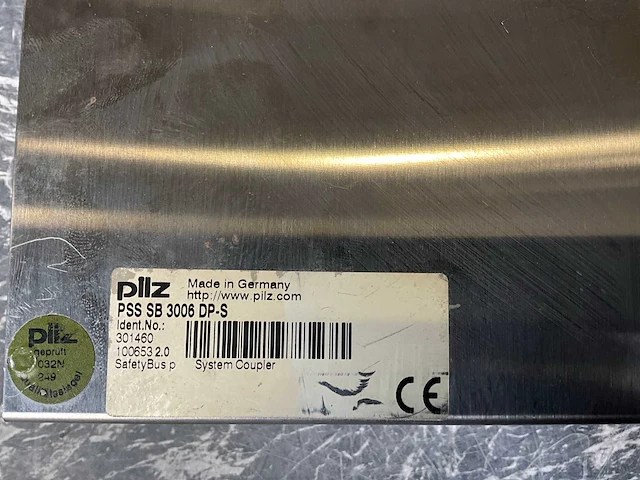 pilz Made in Germany
http://www.pilz.com
PSS SB 3006 DP-S
Ident.No.:
301460
100653 2.0
SafetyBus p System Coupler
CE
pilz
geprüft
032N
249